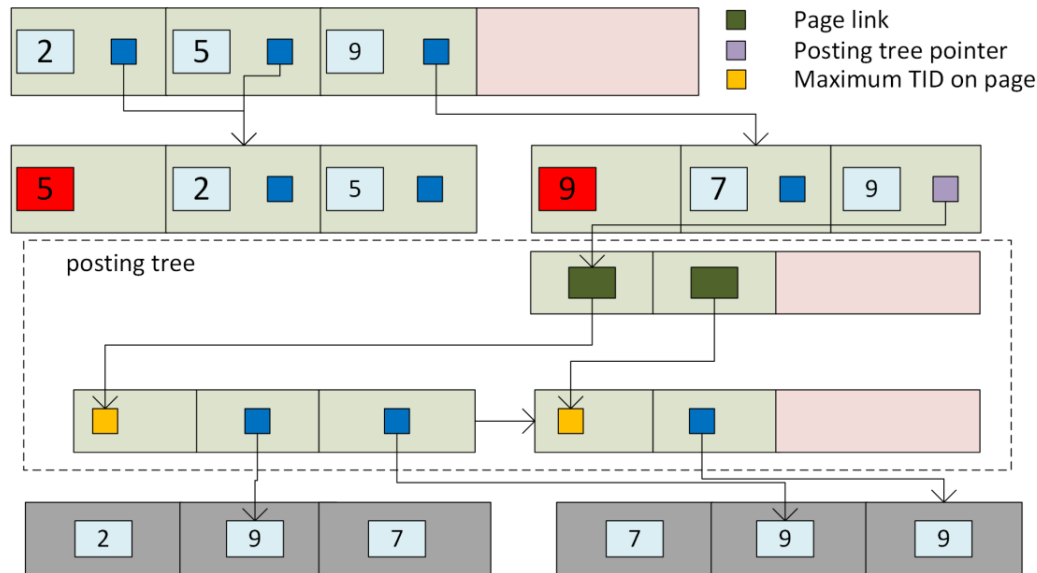 2 5 9
Page link
Posting tree pointer
Maximum TID on page
5 2 5 9 7 9
posting tree
2 9 7 7 9 9